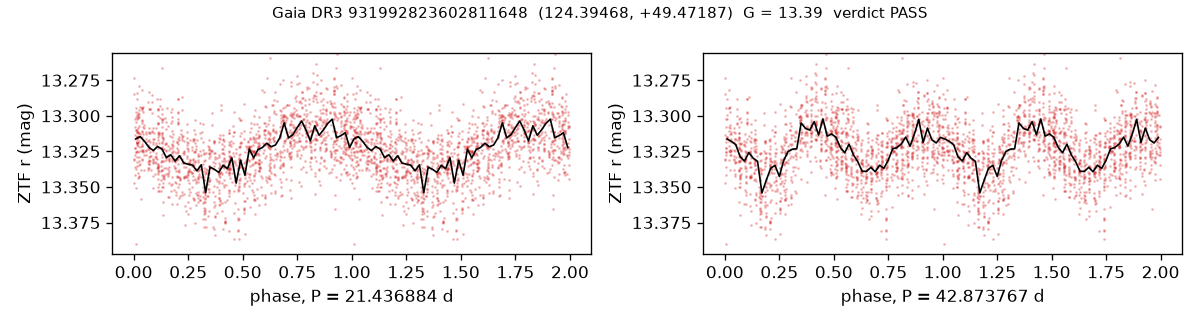 Gaia DR3 931992823602811648  (124.39468, +49.47187)  G = 13.39  verdict PASS
ZTF r (mag)
13.275
13.300
13.325
13.350
13.375
0.00 0.25 0.50 0.75 1.00 1.25 1.50 1.75 2.00
phase, P = 21.436884 d
ZTF r (mag)
13.275
13.300
13.325
13.350
13.375
0.00 0.25 0.50 0.75 1.00 1.25 1.50 1.75 2.00
phase, P = 42.873767 d